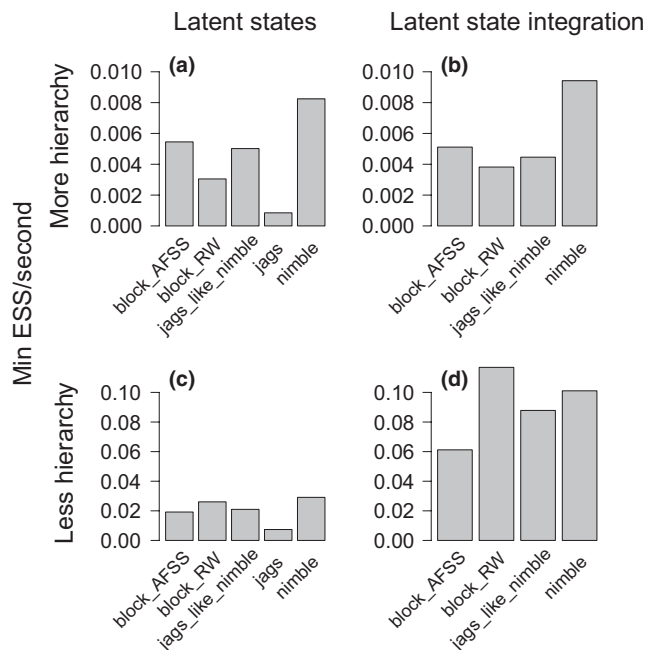 Latent states
Latent state integration
Min ESS/second
More hierarchy
(a)
0.010
0.008
0.006
0.004
0.002
0.000
block_AFSS
block_RW
jags_like_nimble
jags
nimble
(b)
0.010
0.008
0.006
0.004
0.002
0.000
block_AFSS
block_RW
jags_like_nimble
nimble
Less hierarchy
(c)
0.10
0.08
0.06
0.04
0.02
0.00
block_AFSS
block_RW
jags_like_nimble
jags
nimble
(d)
0.10
0.08
0.06
0.04
0.02
0.00
block_AFSS
block_RW
jags_like_nimble
nimble